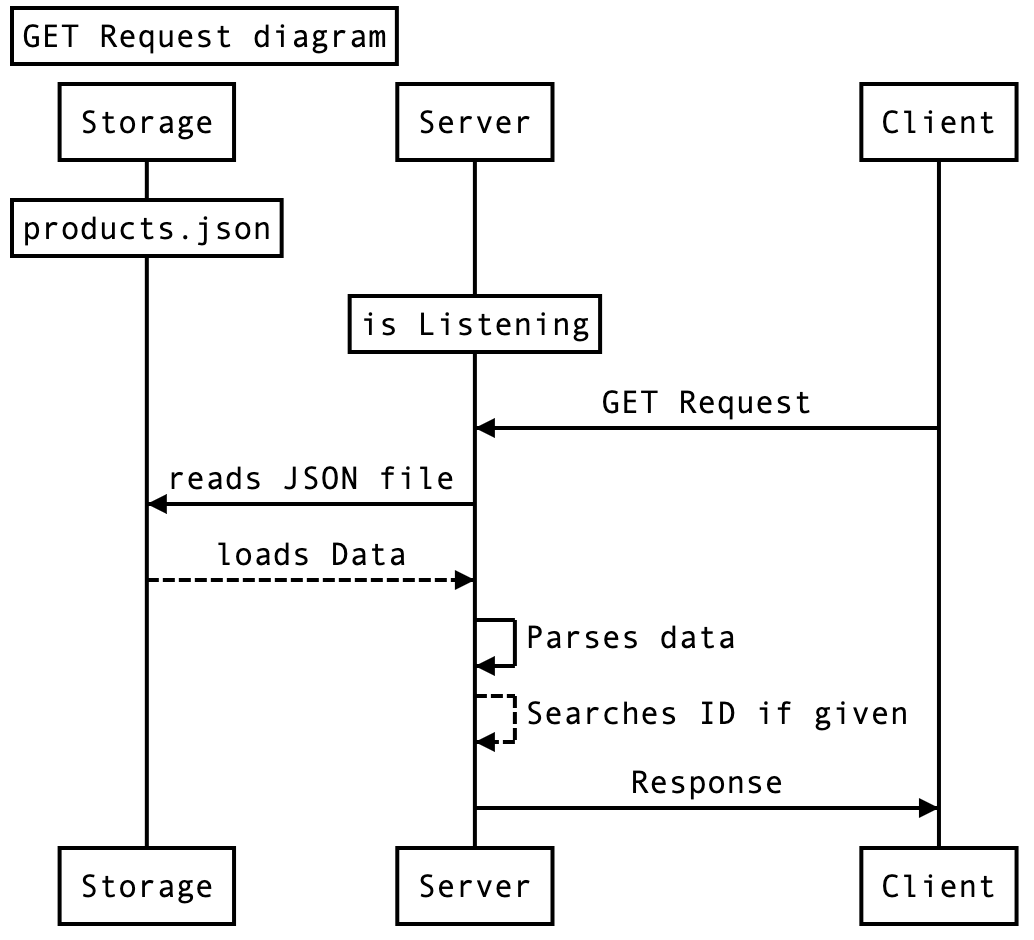 GET Request diagram
Storage
Server
Client
products.json
is Listening
GET Request
reads JSON file
loads Data
Parses data
Searches ID if given
Response
Storage
Server
Client